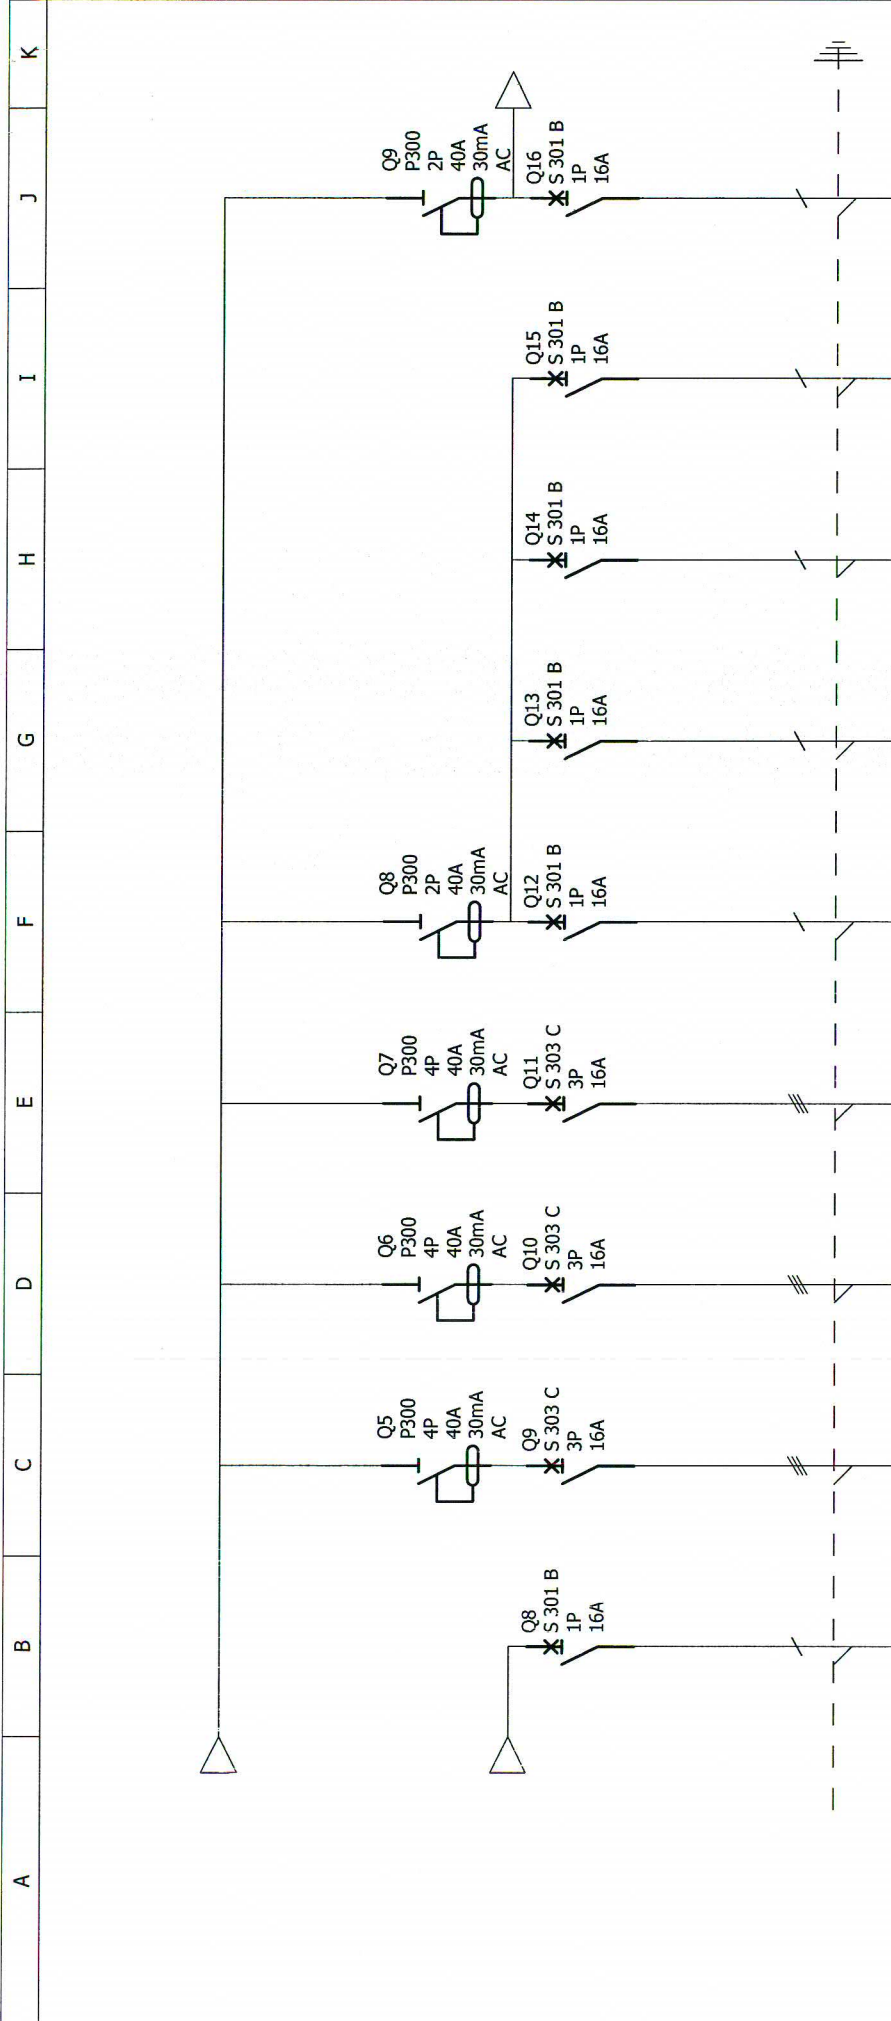 A
B
C
D
E
F
G
H
I
J
K
Q8
S 301 B
1P
16A
Q5
P300
4P
40A
30mA
AC
Q9
S 303 C
3P
16A
Q6
P300
4P
40A
30mA
AC
Q10
S 303 C
3P
16A
Q7
P300
4P
40A
30mA
AC
Q11
S 303 C
3P
16A
Q8
P300
2P
40A
30mA
AC
Q12
S 301 B
1P
16A
Q13
S 301 B
1P
16A
Q14
S 301 B
1P
16A
Q15
S 301 B
1P
16A
Q9
P300
2P
40A
30mA
AC
Q16
S 301 B
1P
16A